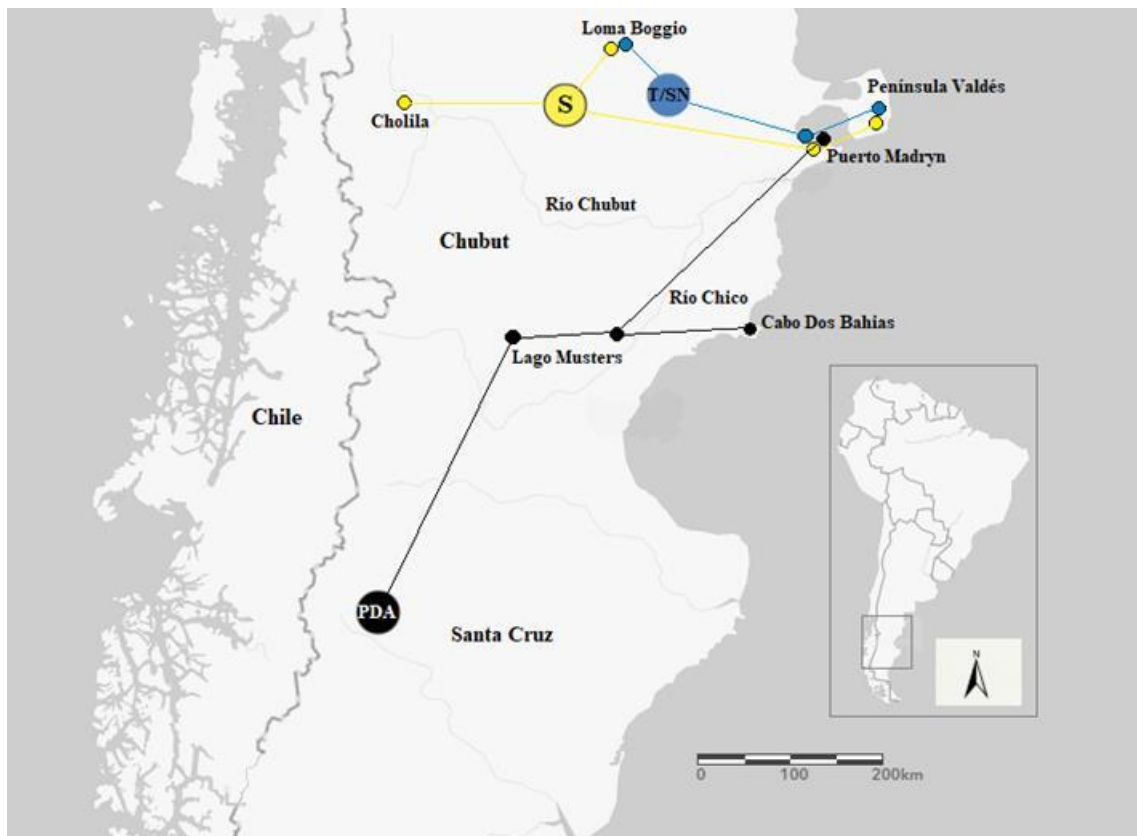 Loma Boggio
Península Valdés
T/SN
S
Cholila
Puerto Madryn
Río Chubut
Chubut
Río Chico
Cabo Dos Bahias
Lago Musters
Chile
PDA
Santa Cruz
N
0 100 200km